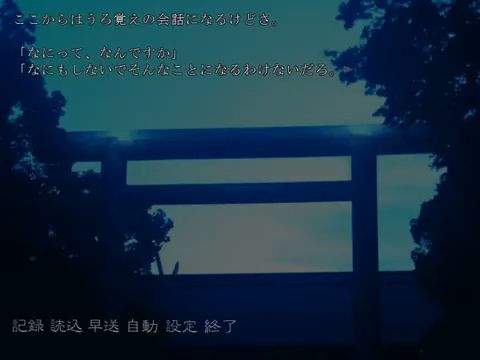 ここからはうろ覚えの会話になるけどさ。
「なにって、なんですか」
「なにもしないでそんなことになるわけないだろ。
記録 読込 早送 自動 設定 終了